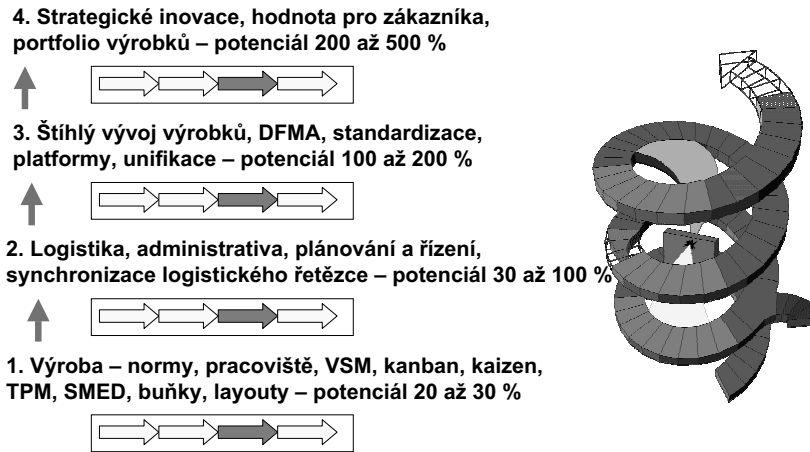 4. Strategické inovace, hodnota pro zákazníka,
portfolio výrobků – potenciál 200 až 500 %
3. Štíhlý vývoj výrobků, DFMA, standardizace,
platformy, unifikace – potenciál 100 až 200 %
2. Logistika, administrativa, plánování a řízení,
synchronizace logistického řetězce – potenciál 30 až 100 %
1. Výroba – normy, pracoviště, VSM, kanban, kaizen,
TPM, SMED, buňky, layouty – potenciál 20 až 30 %